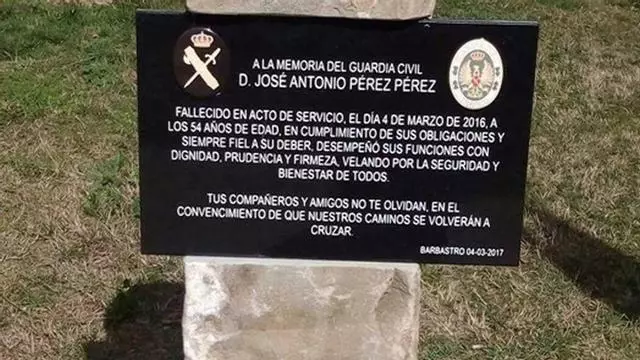 A LA MEMORIA DEL GUARDIA CIVIL
D. JOSÉ ANTONIO PÉREZ PÉREZ
FALLECIDO EN ACTO DE SERVICIO, EL DÍA 4 DE MARZO DE 2016, A
LOS 54 AÑOS DE EDAD, EN CUMPLIMIENTO DE SUS OBLIGACIONES Y
SIEMPRE FIEL A SU DEBER, DESEMPEÑÓ SUS FUNCIONES CON
DIGNIDAD, PRUDENCIA Y FIRMEZA, VELANDO POR LA SEGURIDAD Y
BIENESTAR DE TODOS.
TUS COMPAÑEROS Y AMIGOS NO TE OLVIDAN, EN EL
CONVENCIMIENTO DE QUE NUESTROS CAMINOS SE VOLVERÁN A
CRUZAR.
BARBASTRO 04-03-2017